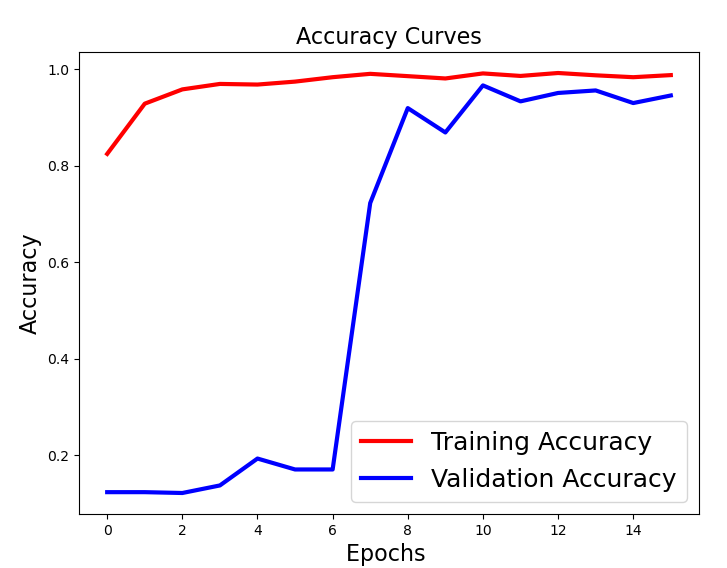 Accuracy Curves
1.0
0.8
0.6
0.4
0.2
Accuracy
Training Accuracy
Validation Accuracy
0 2 4 6 8 10 12 14
Epochs